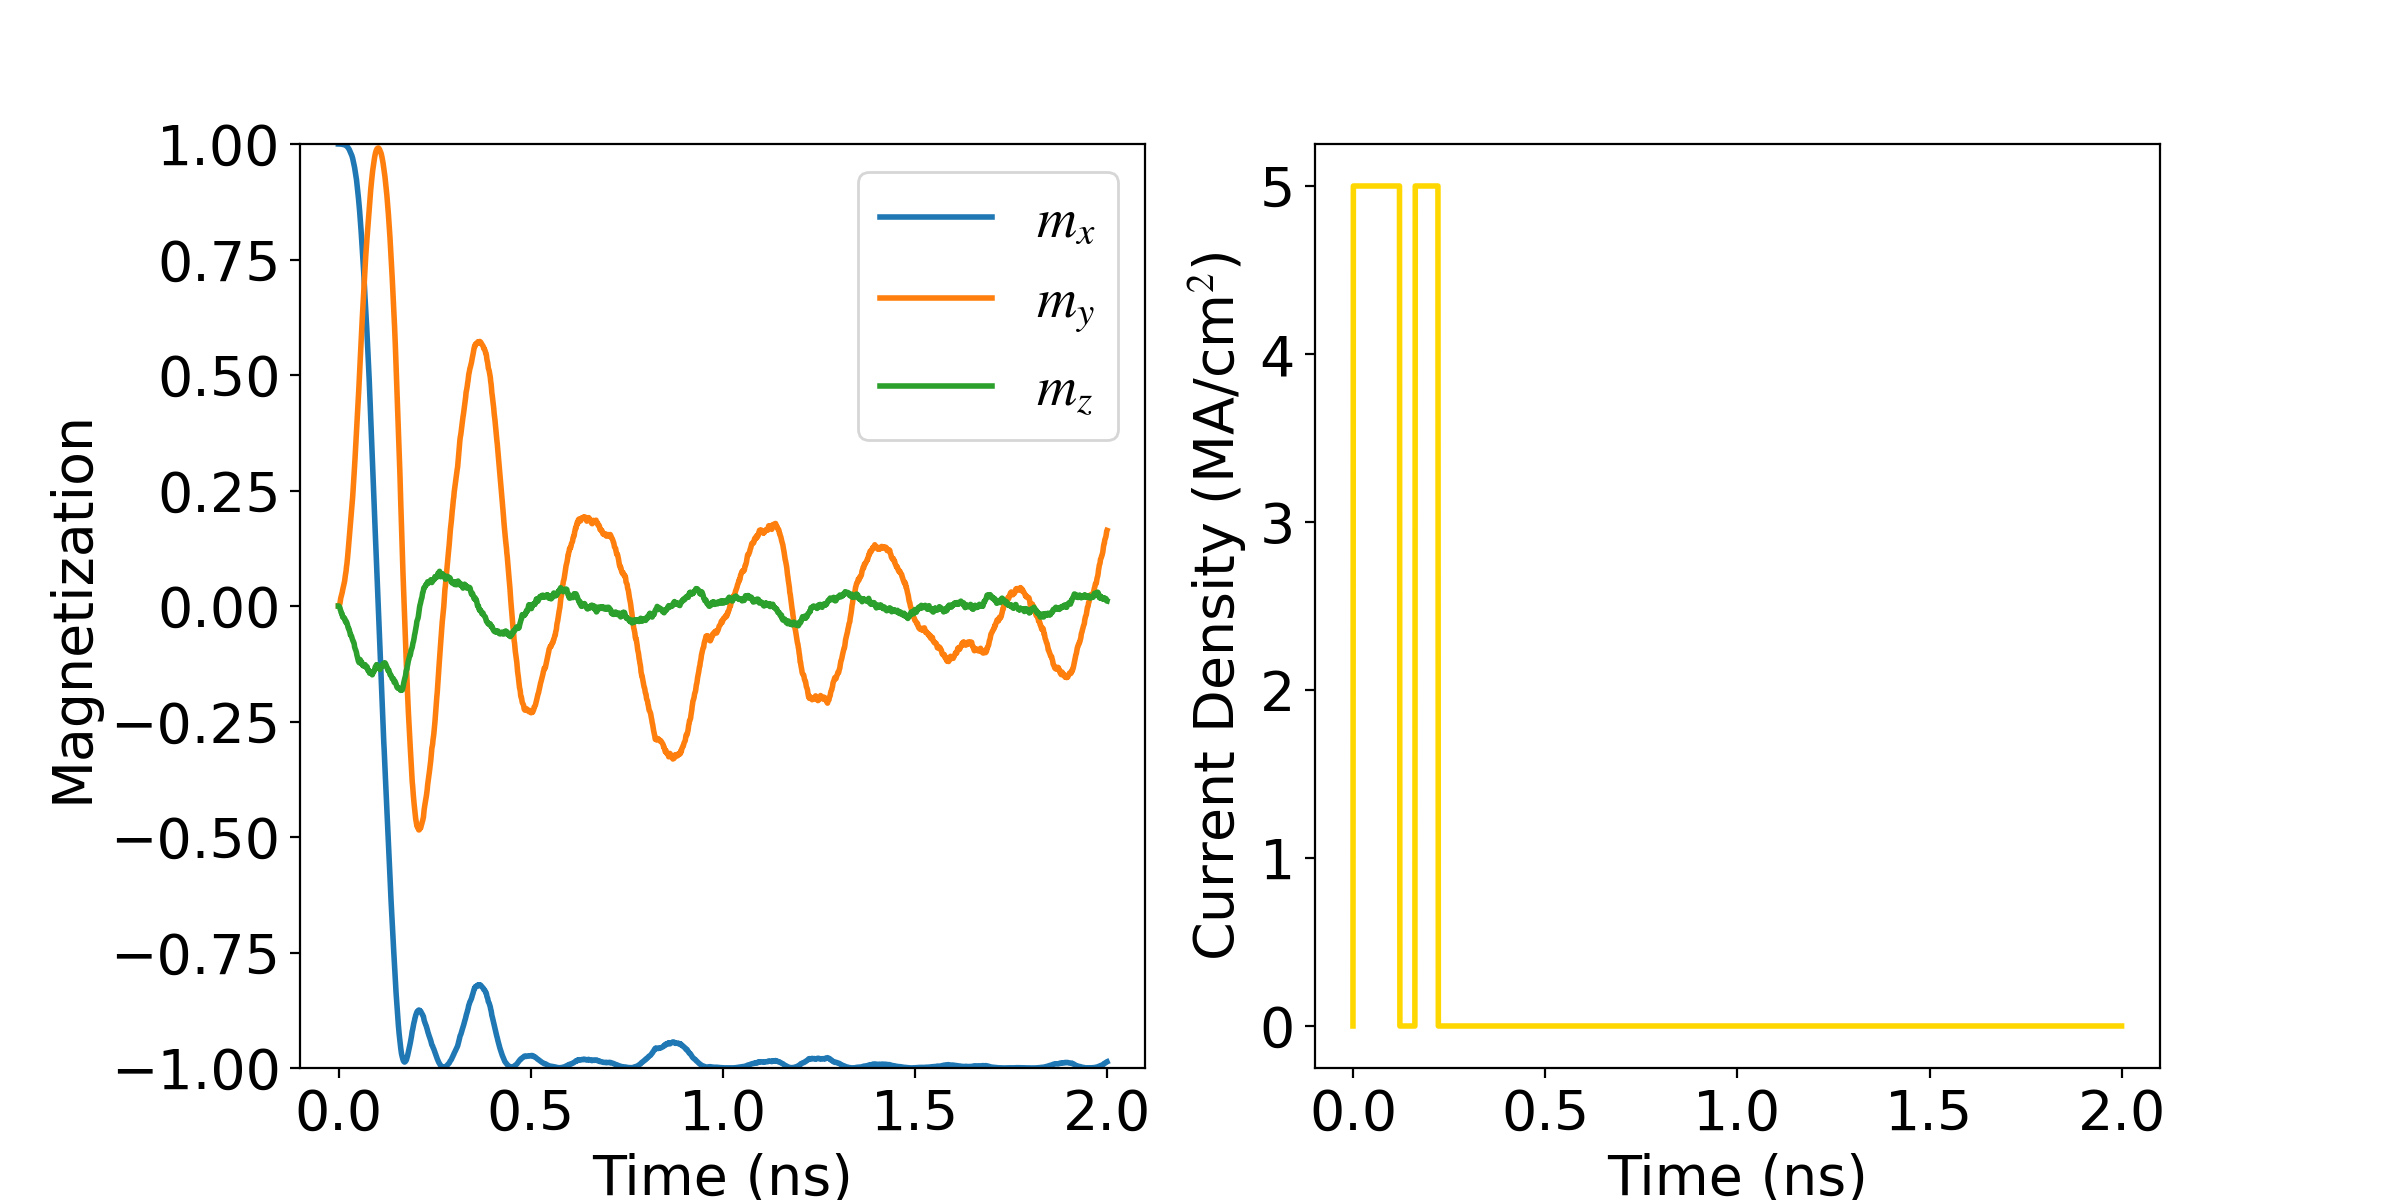 Magnetization
1.00
0.75
0.50
0.25
0.00
−0.25
−0.50
−0.75
−1.00
0.0 0.5 1.0 1.5 2.0
Time (ns)
mₓ
m_y
m_z
Current Density (MA/cm²)
5
4
3
2
1
0
0.0 0.5 1.0 1.5 2.0
Time (ns)